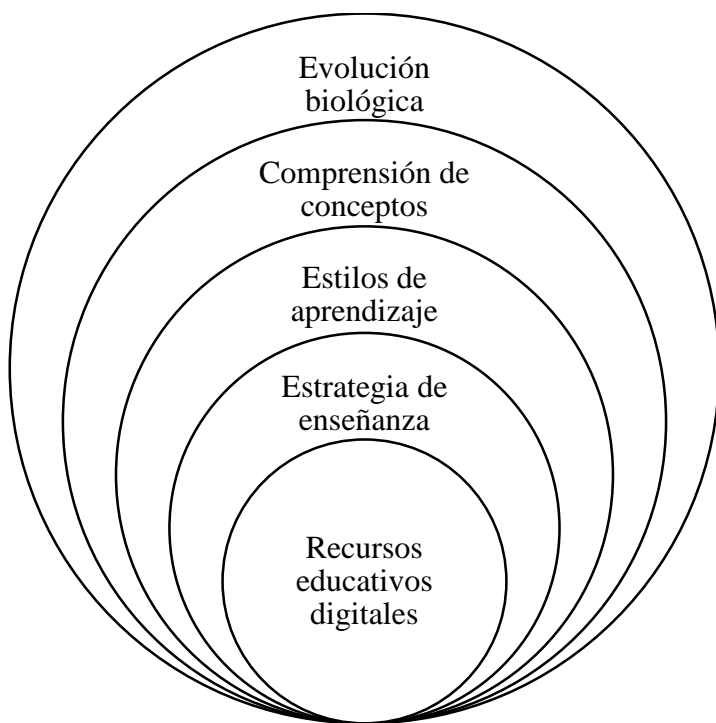 Evolución
biológica
Comprensión de
conceptos
Estilos de
aprendizaje
Estrategia de
enseñanza
Recursos
educativos
digitales